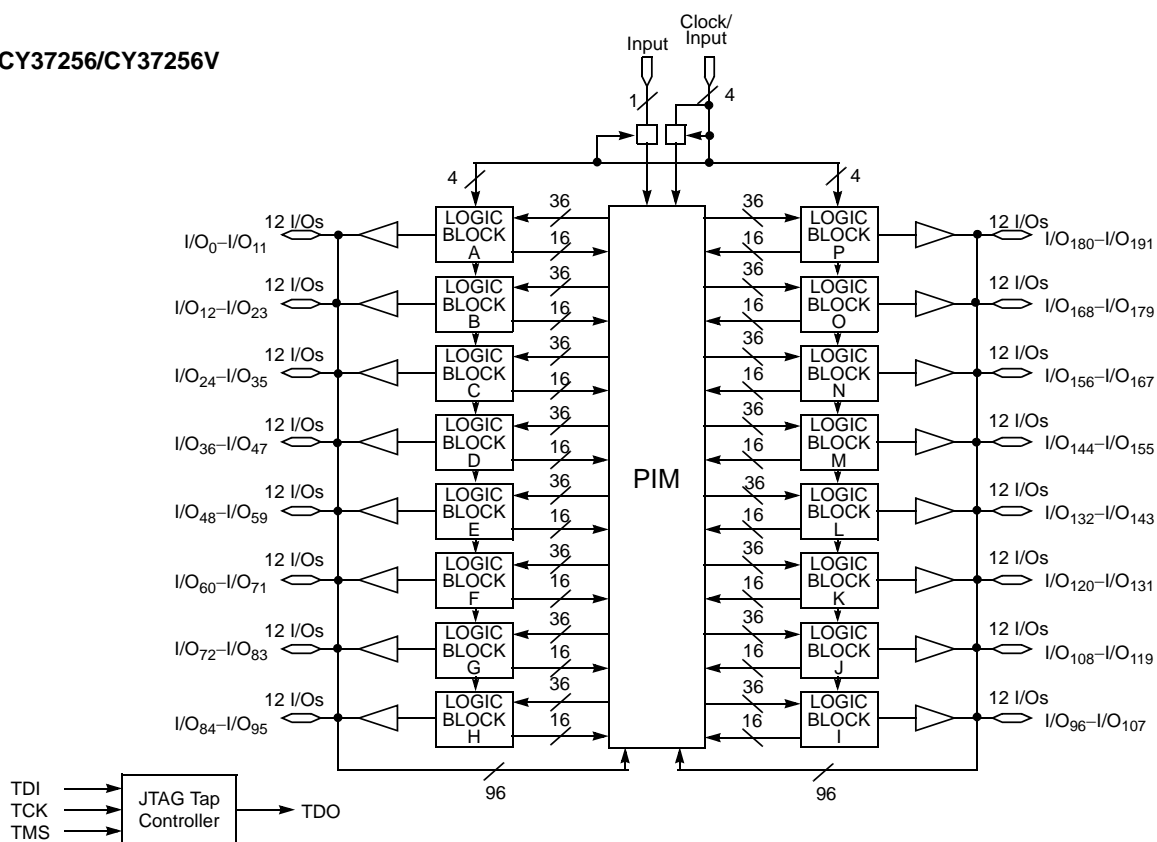 CY37256/CY37256V
Input
Clock/
Input
1
4
4
4
12 I/Os
I/O0–I/O11
LOGIC
BLOCK
A
36
16
36
16
LOGIC
BLOCK
P
12 I/Os
I/O180–I/O191
12 I/Os
I/O12–I/O23
LOGIC
BLOCK
B
36
16
36
16
LOGIC
BLOCK
O
12 I/Os
I/O168–I/O179
12 I/Os
I/O24–I/O35
LOGIC
BLOCK
C
36
16
36
16
LOGIC
BLOCK
N
12 I/Os
I/O156–I/O167
12 I/Os
I/O36–I/O47
LOGIC
BLOCK
D
36
16
PIM
36
16
LOGIC
BLOCK
M
12 I/Os
I/O144–I/O155
12 I/Os
I/O48–I/O59
LOGIC
BLOCK
E
36
16
36
16
LOGIC
BLOCK
L
12 I/Os
I/O132–I/O143
12 I/Os
I/O60–I/O71
LOGIC
BLOCK
F
36
16
36
16
LOGIC
BLOCK
K
12 I/Os
I/O120–I/O131
12 I/Os
I/O72–I/O83
LOGIC
BLOCK
G
36
16
36
16
LOGIC
BLOCK
J
12 I/Os
I/O108–I/O119
12 I/Os
I/O84–I/O95
LOGIC
BLOCK
H
36
16
36
16
LOGIC
BLOCK
I
12 I/Os
I/O96–I/O107
96
96
TDI
TCK
TMS
JTAG Tap
Controller
TDO